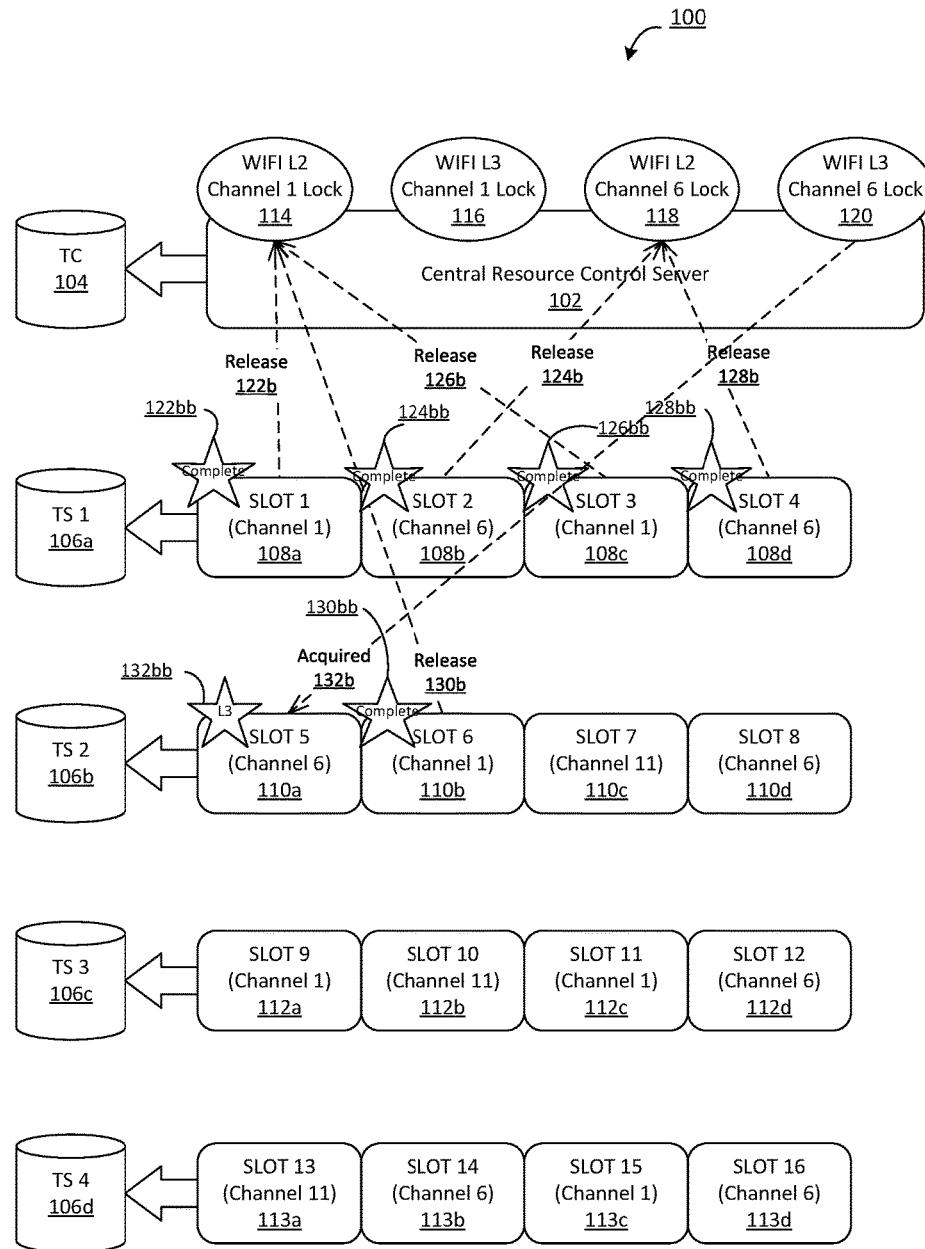 100
WIFI L2
Channel 1 Lock
114
WIFI L3
Channel 1 Lock
116
WIFI L2
Channel 6 Lock
118
WIFI L3
Channel 6 Lock
120
TC
104
Central Resource Control Server
102
Release
122b
Release
126b
Release
124b
Release
128b
122bb
124bb
126bb
128bb
Complete
Complete
Complete
Complete
TS 1
106a
SLOT 1
(Channel 1)
108a
SLOT 2
(Channel 6)
108b
SLOT 3
(Channel 1)
108c
SLOT 4
(Channel 6)
108d
130bb
132bb
Acquired
132b
Release
130b
L3
Complete
TS 2
106b
SLOT 5
(Channel 6)
110a
SLOT 6
(Channel 1)
110b
SLOT 7
(Channel 11)
110c
SLOT 8
(Channel 6)
110d
TS 3
106c
SLOT 9
(Channel 1)
112a
SLOT 10
(Channel 11)
112b
SLOT 11
(Channel 1)
112c
SLOT 12
(Channel 6)
112d
TS 4
106d
SLOT 13
(Channel 11)
113a
SLOT 14
(Channel 6)
113b
SLOT 15
(Channel 1)
113c
SLOT 16
(Channel 6)
113d